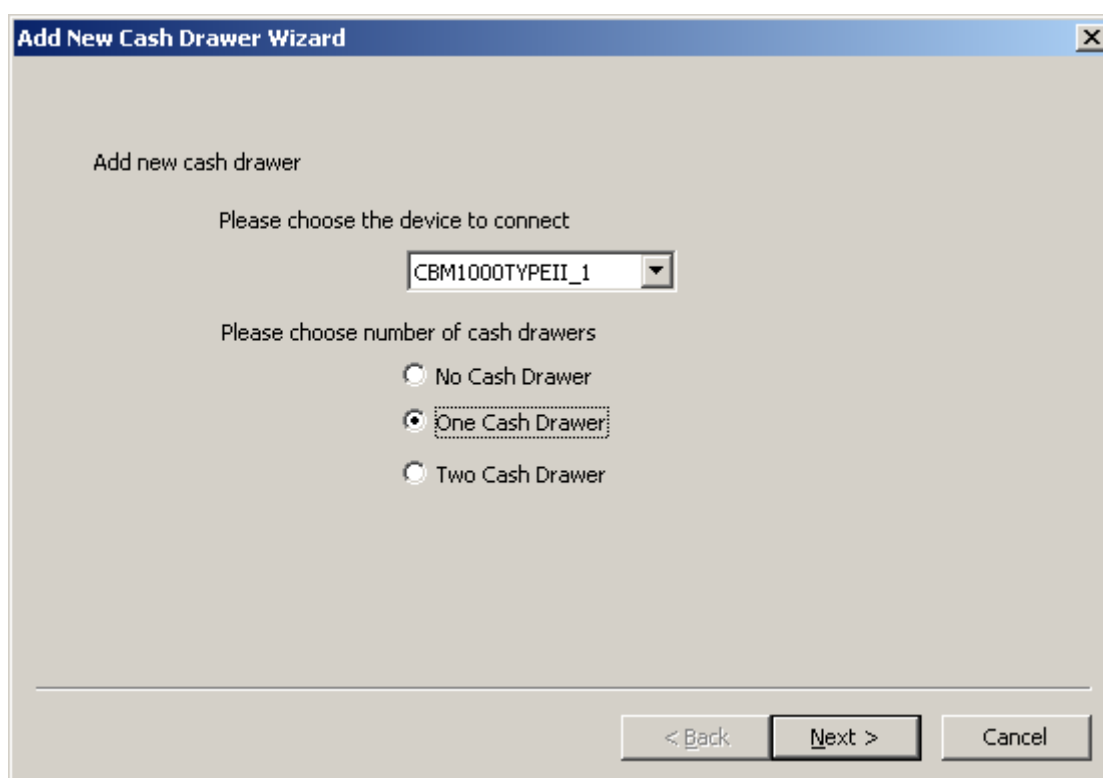 Add New Cash Drawer Wizard
Add new cash drawer
Please choose the device to connect
CBM1000TYPEII_1
Please choose number of cash drawers
No Cash Drawer
One Cash Drawer
Two Cash Drawer
< Back
Next >
Cancel